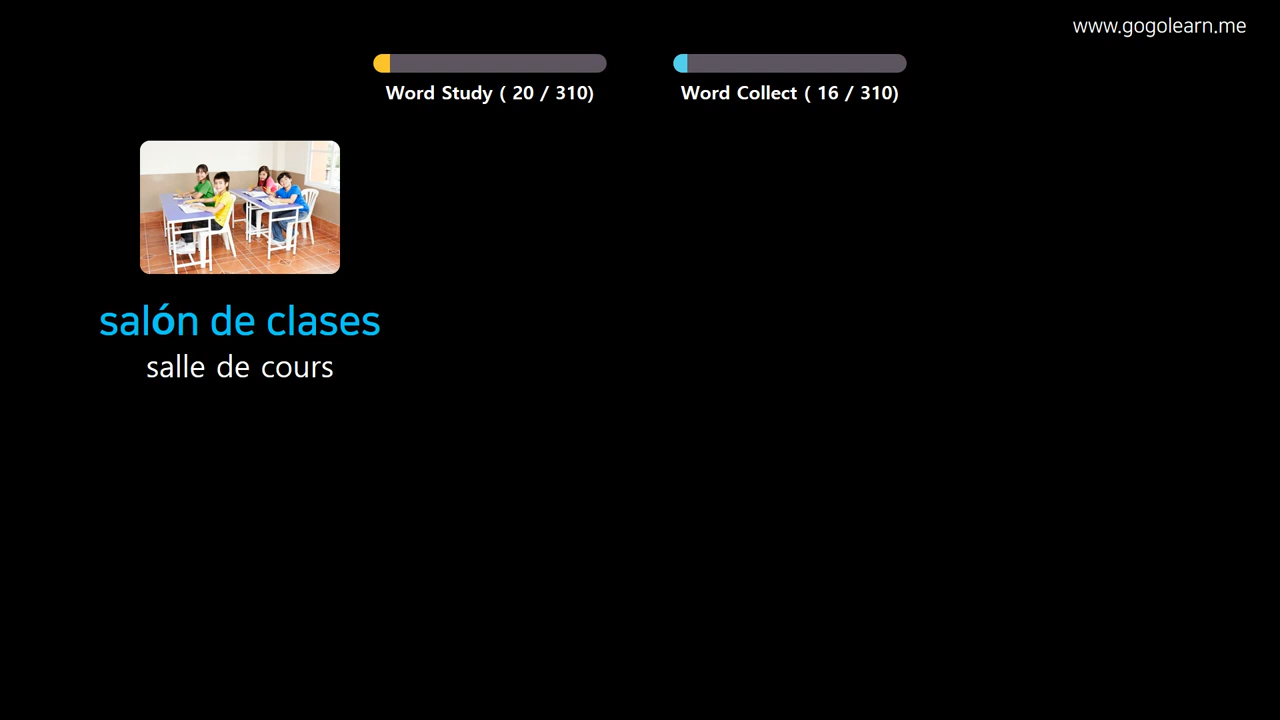 www.gogolearn.me
Word Study ( 20 / 310)
Word Collect ( 16 / 310)
salón de clases
salle de cours